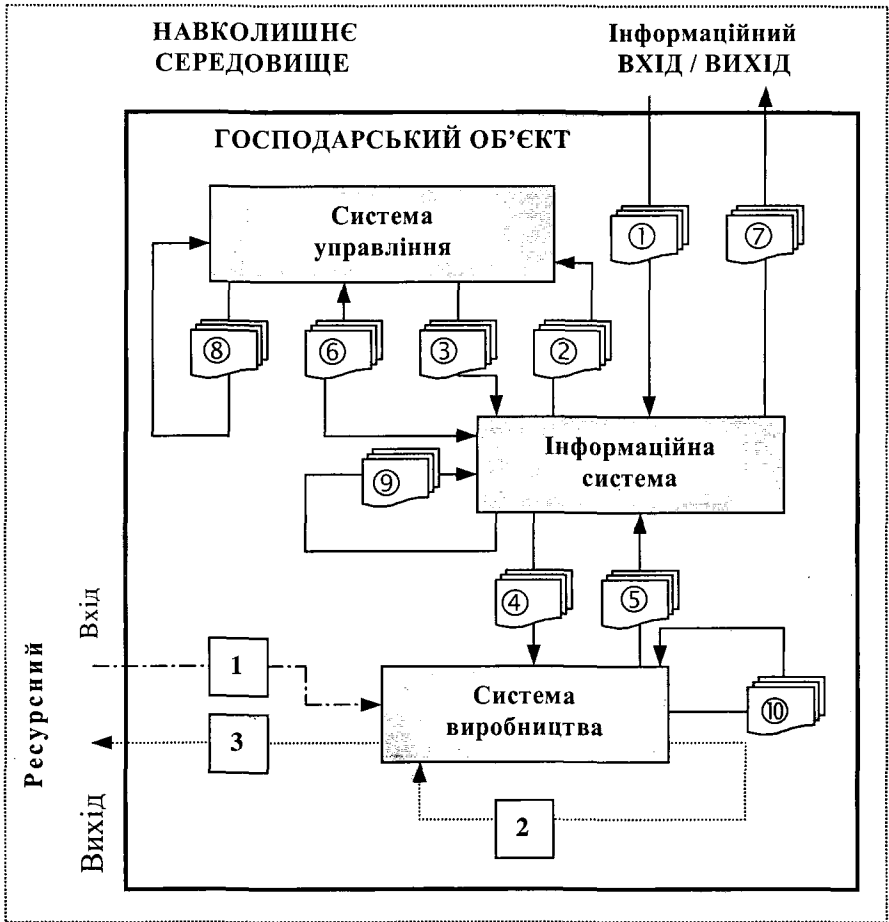 НАВКОЛИШНЄ
СЕРЕДОВИЩЕ
Інформаційний
ВХІД / ВИХІД
ГОСПОДАРСЬКИЙ ОБ’ЄКТ
Система
управління
①
⑦
⑧
⑥
③
②
Інформаційна
система
⑨
④
⑤
Ресурсний
Вхід
Вихід
1
3
Система
виробництва
⑩
2